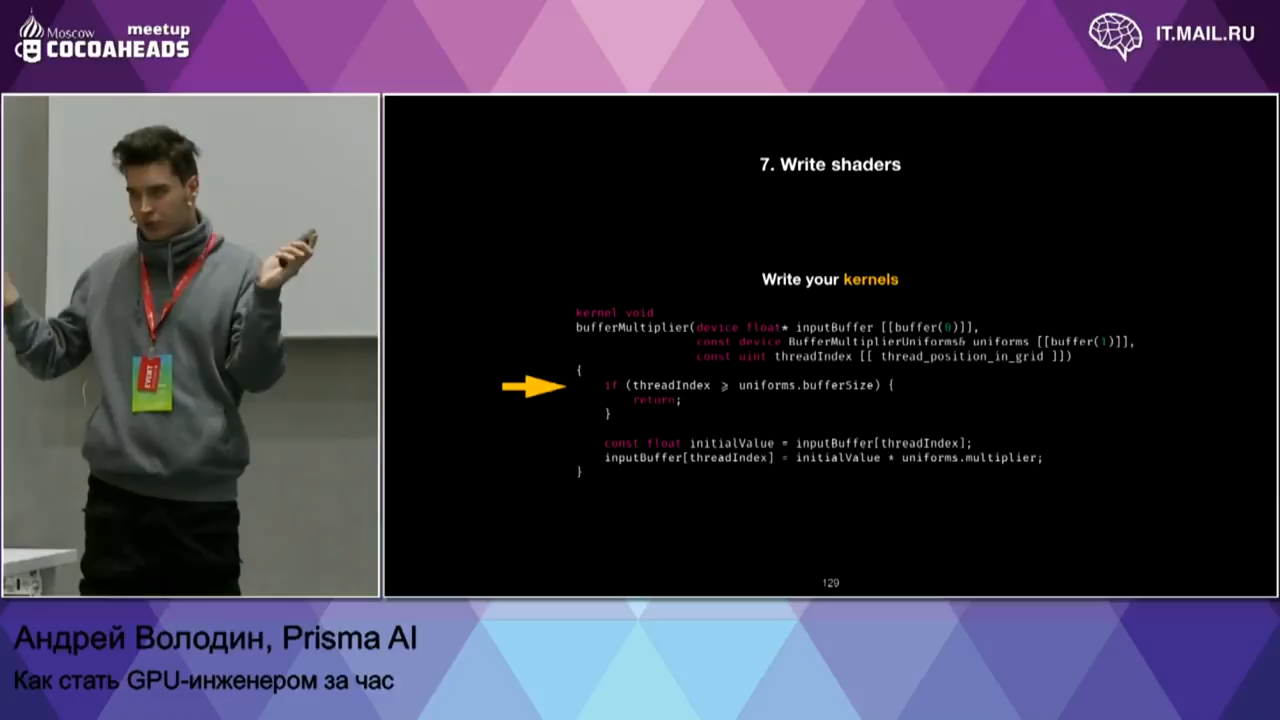 Moscow
meetup
COCOAHEADS
IT.MAIL.RU
7. Write shaders
Write your kernels
kernel void
bufferMultiplier(device float* inputBuffer [[buffer(0)]],
const device BufferMultiplierUniforms& uniforms [[buffer(1)]],
const uint threadIndex [[ thread_position_in_grid ]])
{
if (threadIndex ⩾ uniforms.bufferSize) {
return;
}
const float initialValue = inputBuffer[threadIndex];
inputBuffer[threadIndex] = initialValue * uniforms.multiplier;
}
129
EVENT
Андрей Володин, Prisma AI
Как стать GPU-инженером за час